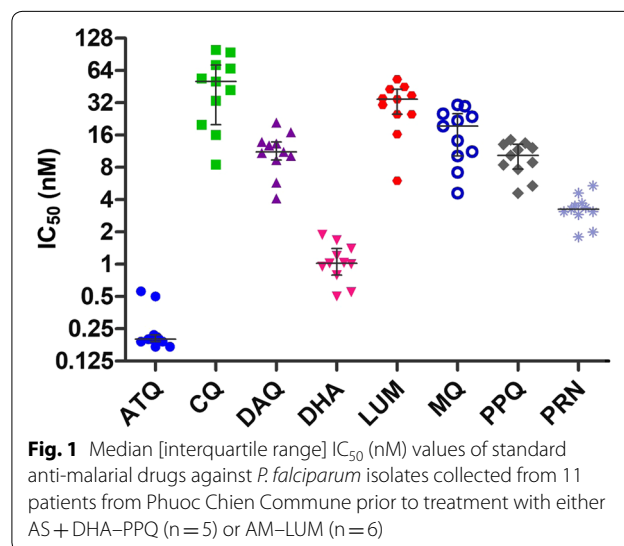 128
64
32
16
8
4
2
1
0.5
0.25
0.125
IC50 (nM)
ATQ
CQ
DAQ
DHA
LUM
MQ
PPQ
PRN
Fig. 1 Median [interquartile range] IC50 (nM) values of standard
anti-malarial drugs against P. falciparum isolates collected from 11
patients from Phuoc Chien Commune prior to treatment with either
AS + DHA–PPQ (n = 5) or AM–LUM (n = 6)